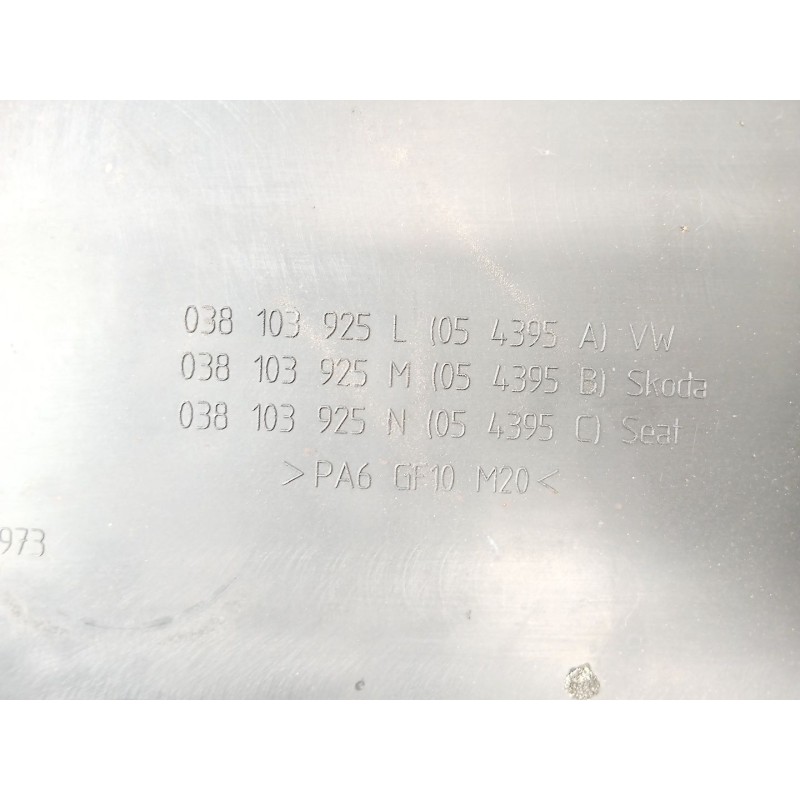 038 103 925 L (05 4395 A) VW
038 103 925 M (05 4395 B) Skoda
038 103 925 N (05 4395 C) Seat
>PA6 GF10 M20<
973